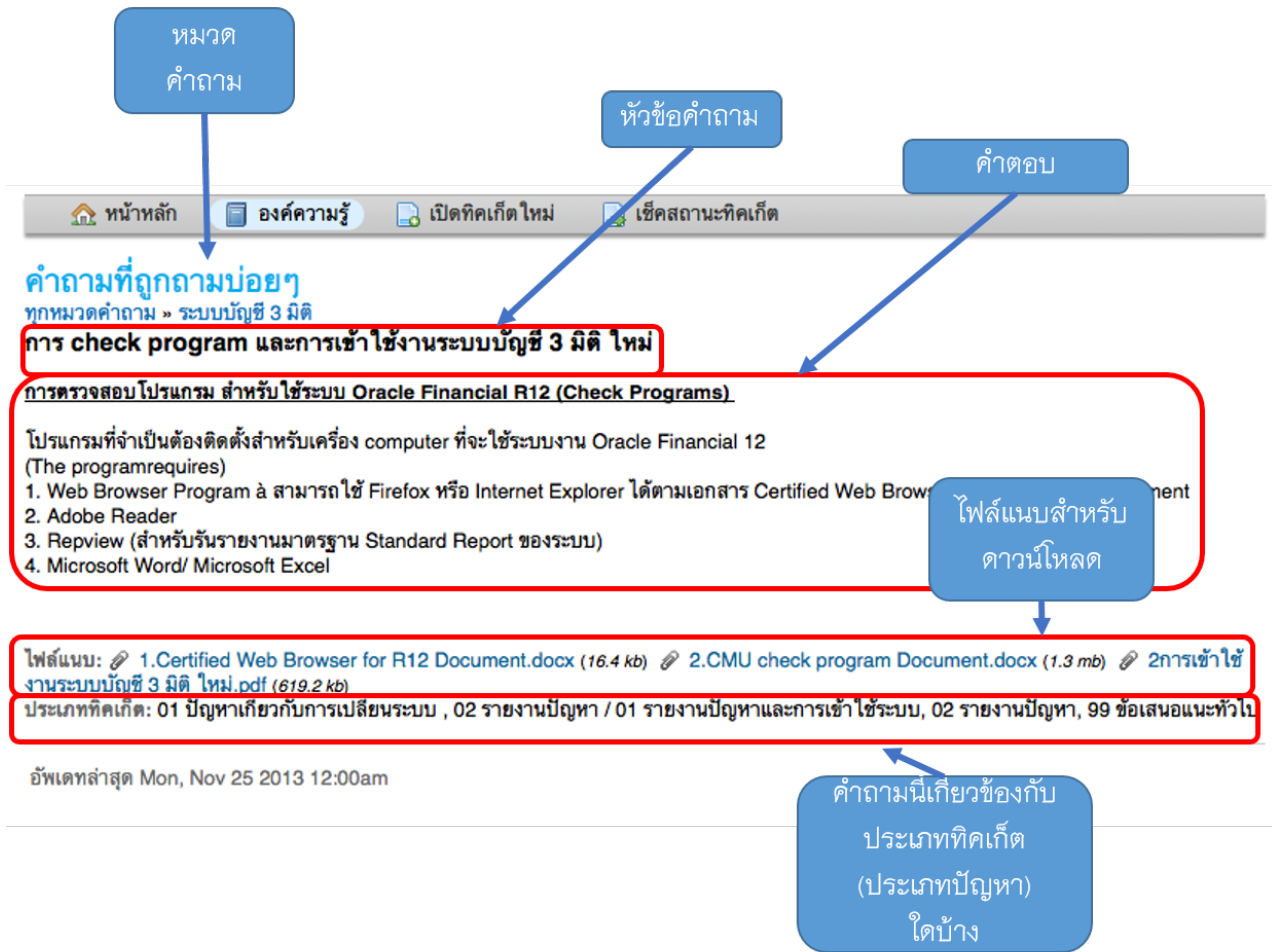 หมวด
คำถาม
หัวข้อคำถาม
คำตอบ
หน้าหลัก องค์ความรู้ เปิดทิคเก็ตใหม่ เช็คสถานะทิคเก็ต
คำถามที่ถูกถามบ่อยๆ
ทุกหมวดคำถาม » ระบบบัญชี 3 มิติ
การ check program และการเข้าใช้งานระบบบัญชี 3 มิติ ใหม่
การตรวจสอบโปรแกรม สำหรับใช้ระบบ Oracle Financial R12 (Check Programs)
โปรแกรมที่จำเป็นต้องติดตั้งสำหรับเครื่อง computer ที่จะใช้ระบบงาน Oracle Financial 12
(The programrequires)
1. Web Browser Program à สามารถใช้ Firefox หรือ Internet Explorer ได้ตามเอกสาร Certified Web Brow ment
2. Adobe Reader
3. Repview (สำหรับรันรายงานมาตรฐาน Standard Report ของระบบ)
4. Microsoft Word/ Microsoft Excel
ไฟล์แนบสำหรับ
ดาวน์โหลด
ไฟล์แนบ: 1.Certified Web Browser for R12 Document.docx (16.4 kb) 2.CMU check program Document.docx (1.3 mb) 2การเข้าใช้
งานระบบบัญชี 3 มิติ ใหม่.pdf (619.2 kb)
ประเภททิคเก็ต: 01 ปัญหาเกี่ยวกับการเปลี่ยนระบบ , 02 รายงานปัญหา / 01 รายงานปัญหาและการเข้าใช้ระบบ, 02 รายงานปัญหา, 99 ข้อเสนอแนะทั่วไป
อัพเดทล่าสุด Mon, Nov 25 2013 12:00am
คำถามนี้เกี่ยวข้องกับ
ประเภททิคเก็ต
(ประเภทปัญหา)
ใดบ้าง